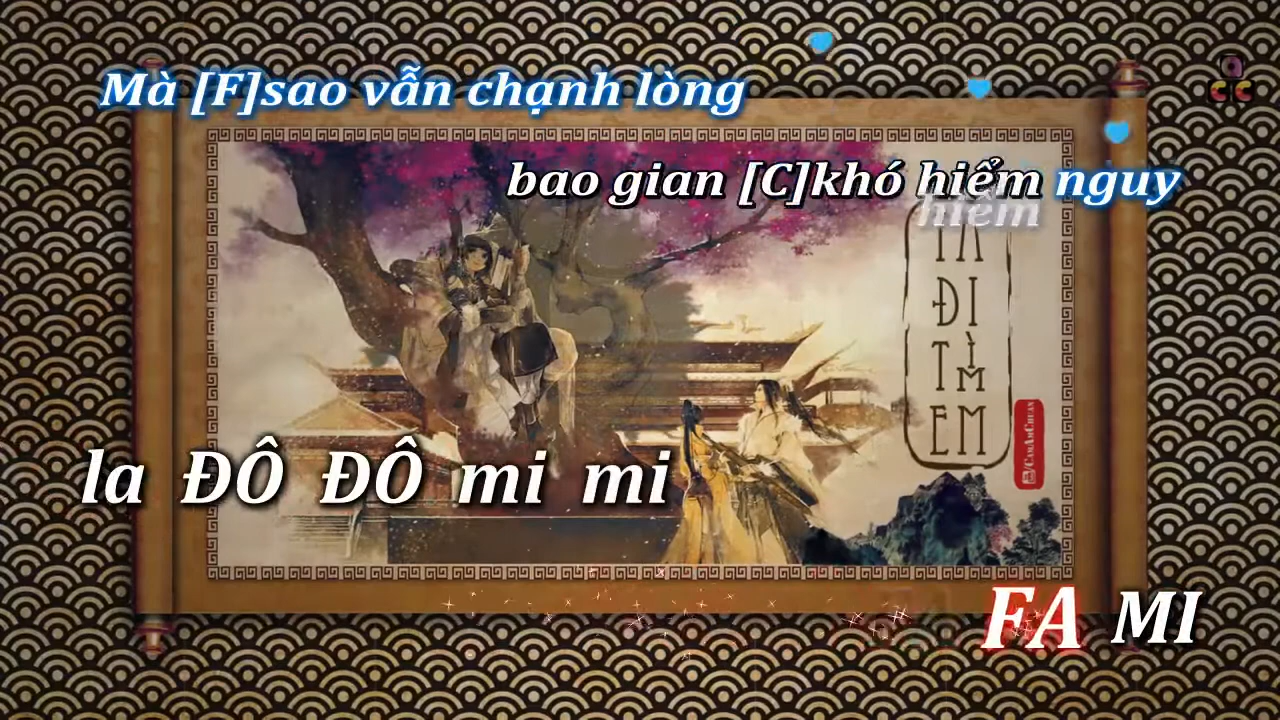 Mà [F]sao vẫn chạnh lòng
bao gian [C]khó hiểm nguy
hiểm
TA
ĐI
TÌM
EM
/CAMAMCHUAN
la ĐÔ ĐÔ mi mi
FA MI